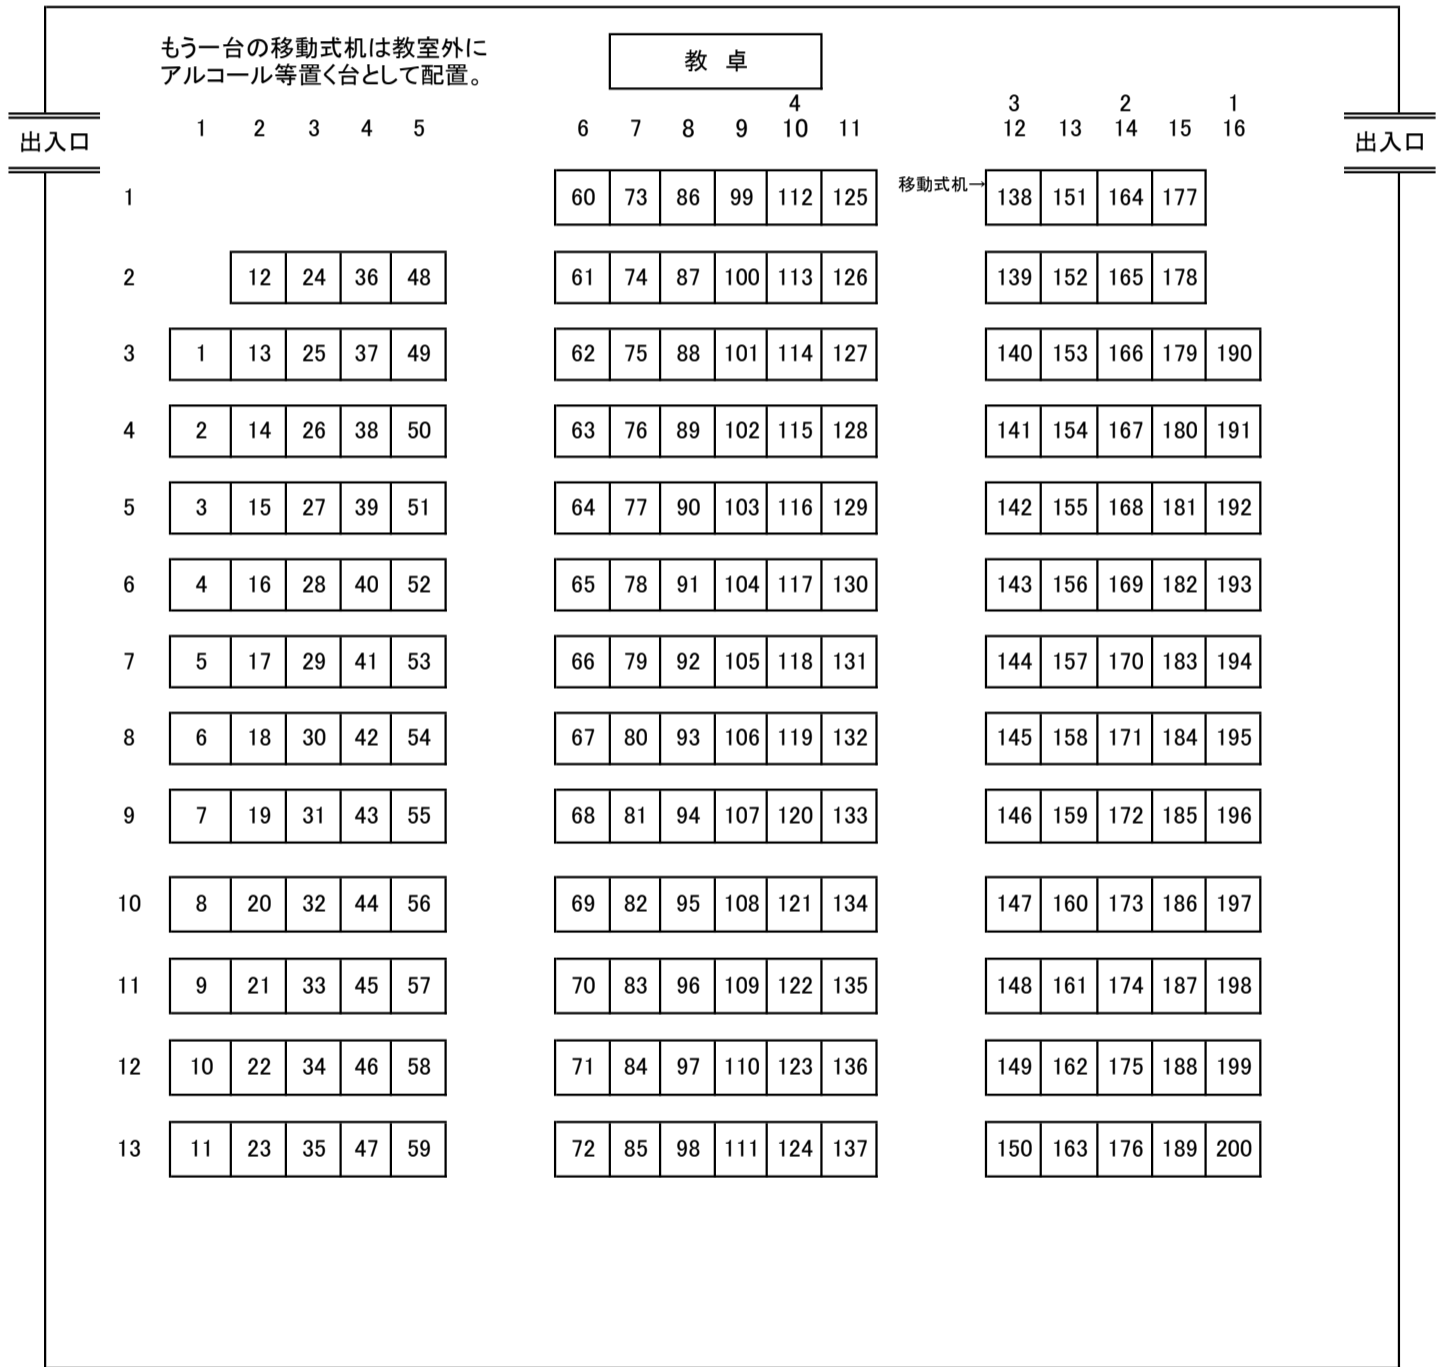 もう一台の移動式机は教室外に
アルコール等置く台として配置。
教 卓
4 3 2 1
1 2 3 4 5 6 7 8 9 10 11 12 13 14 15 16
出入口 出入口
1 60 73 86 99 112 125 移動式机→ 138 151 164 177
2 12 24 36 48 61 74 87 100 113 126 139 152 165 178
3 1 13 25 37 49 62 75 88 101 114 127 140 153 166 179 190
4 2 14 26 38 50 63 76 89 102 115 128 141 154 167 180 191
5 3 15 27 39 51 64 77 90 103 116 129 142 155 168 181 192
6 4 16 28 40 52 65 78 91 104 117 130 143 156 169 182 193
7 5 17 29 41 53 66 79 92 105 118 131 144 157 170 183 194
8 6 18 30 42 54 67 80 93 106 119 132 145 158 171 184 195
9 7 19 31 43 55 68 81 94 107 120 133 146 159 172 185 196
10 8 20 32 44 56 69 82 95 108 121 134 147 160 173 186 197
11 9 21 33 45 57 70 83 96 109 122 135 148 161 174 187 198
12 10 22 34 46 58 71 84 97 110 123 136 149 162 175 188 199
13 11 23 35 47 59 72 85 98 111 124 137 150 163 176 189 200